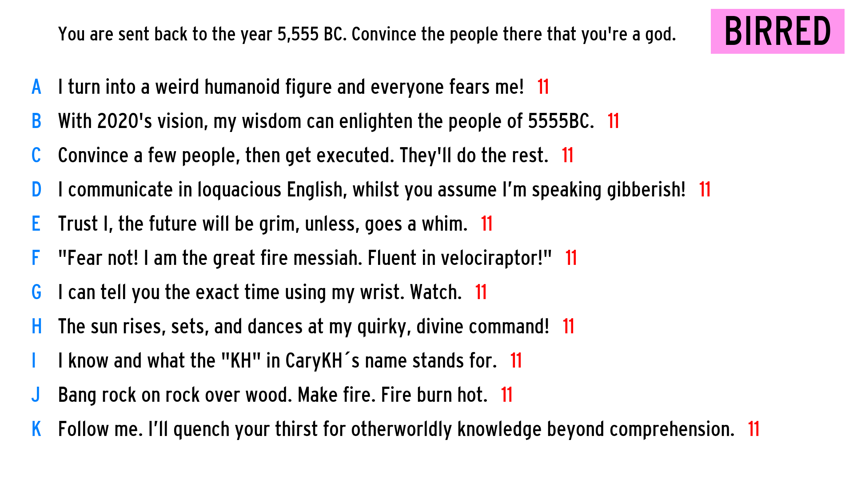 You are sent back to the year 5,555 BC. Convince the people there that you're a god.
BIRRED
A I turn into a weird humanoid figure and everyone fears me! 11
B With 2020's vision, my wisdom can enlighten the people of 5555BC. 11
C Convince a few people, then get executed. They'll do the rest. 11
D I communicate in loquacious English, whilst you assume I'm speaking gibberish! 11
E Trust I, the future will be grim, unless, goes a whim. 11
F "Fear not! I am the great fire messiah. Fluent in velociraptor!" 11
G I can tell you the exact time using my wrist. Watch. 11
H The sun rises, sets, and dances at my quirky, divine command! 11
I I know and what the "KH" in CaryKH´s name stands for. 11
J Bang rock on rock over wood. Make fire. Fire burn hot. 11
K Follow me. I’ll quench your thirst for otherworldly knowledge beyond comprehension. 11